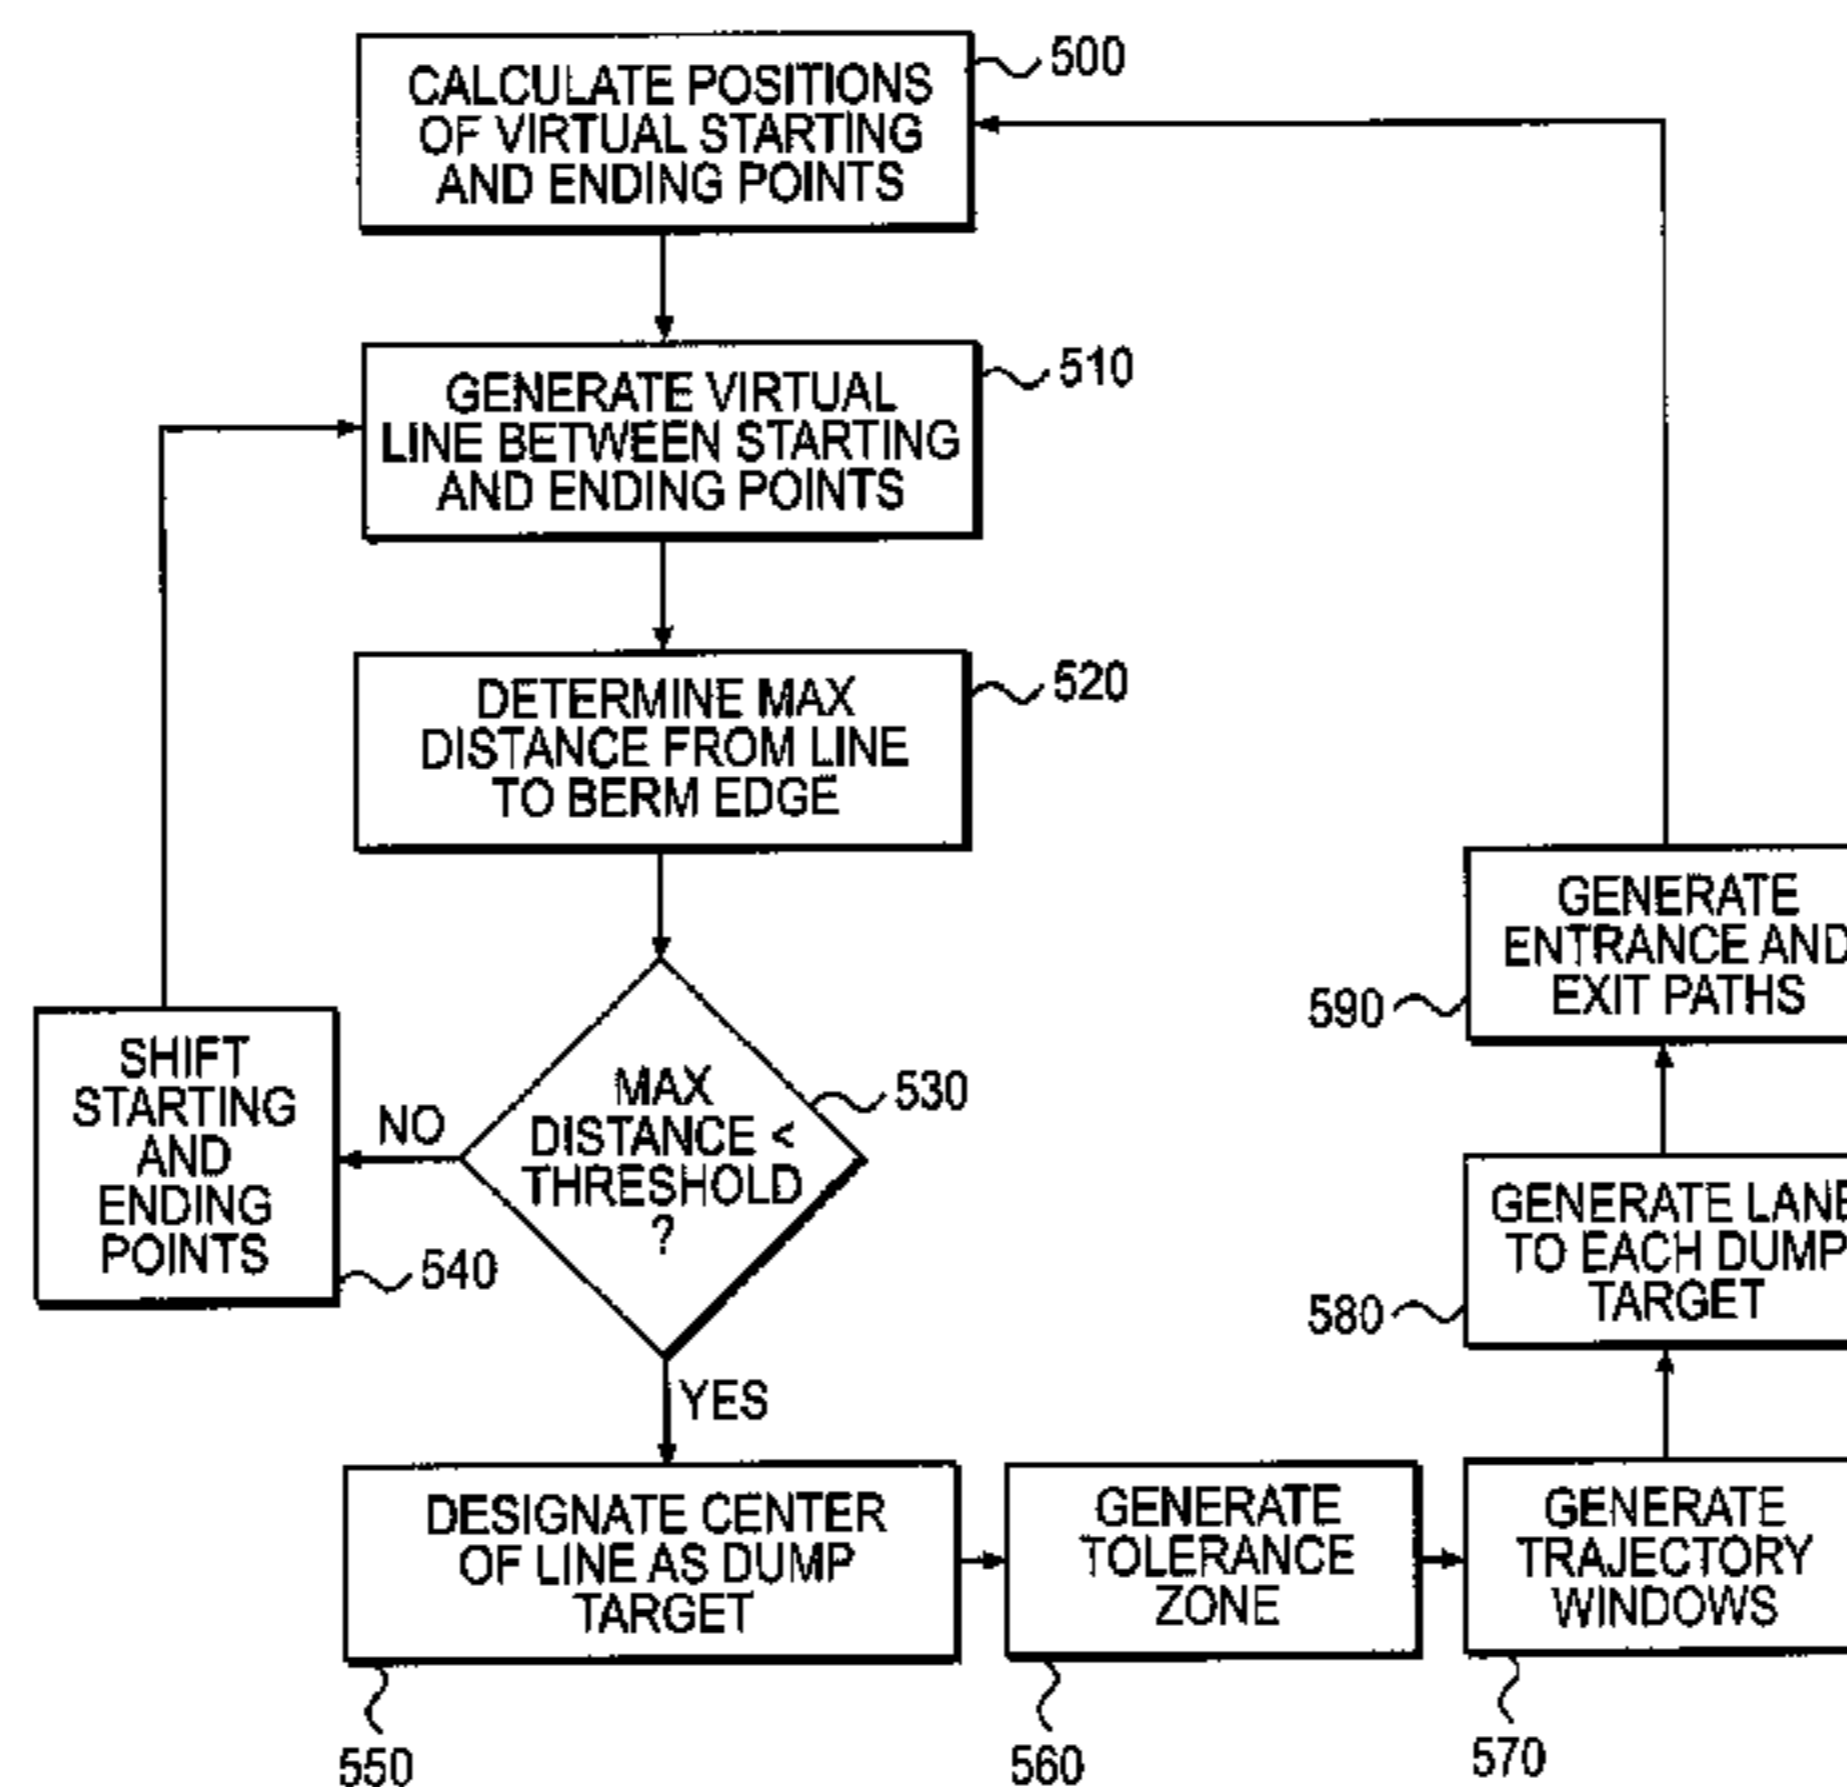 CALCULATE POSITIONS
OF VIRTUAL STARTING
AND ENDING POINTS
500
GENERATE VIRTUAL
LINE BETWEEN STARTING
AND ENDING POINTS
510
DETERMINE MAX
DISTANCE FROM LINE
TO BERM EDGE
520
MAX
DISTANCE <
THRESHOLD
?
530
NO
SHIFT
STARTING
AND
ENDING
POINTS
540
YES
DESIGNATE CENTER
OF LINE AS DUMP
TARGET
550
GENERATE
TOLERANCE
ZONE
560
GENERATE
TRAJECTORY
WINDOWS
570
GENERATE LANE
TO EACH DUMP
TARGET
580
GENERATE
ENTRANCE AND
EXIT PATHS
590